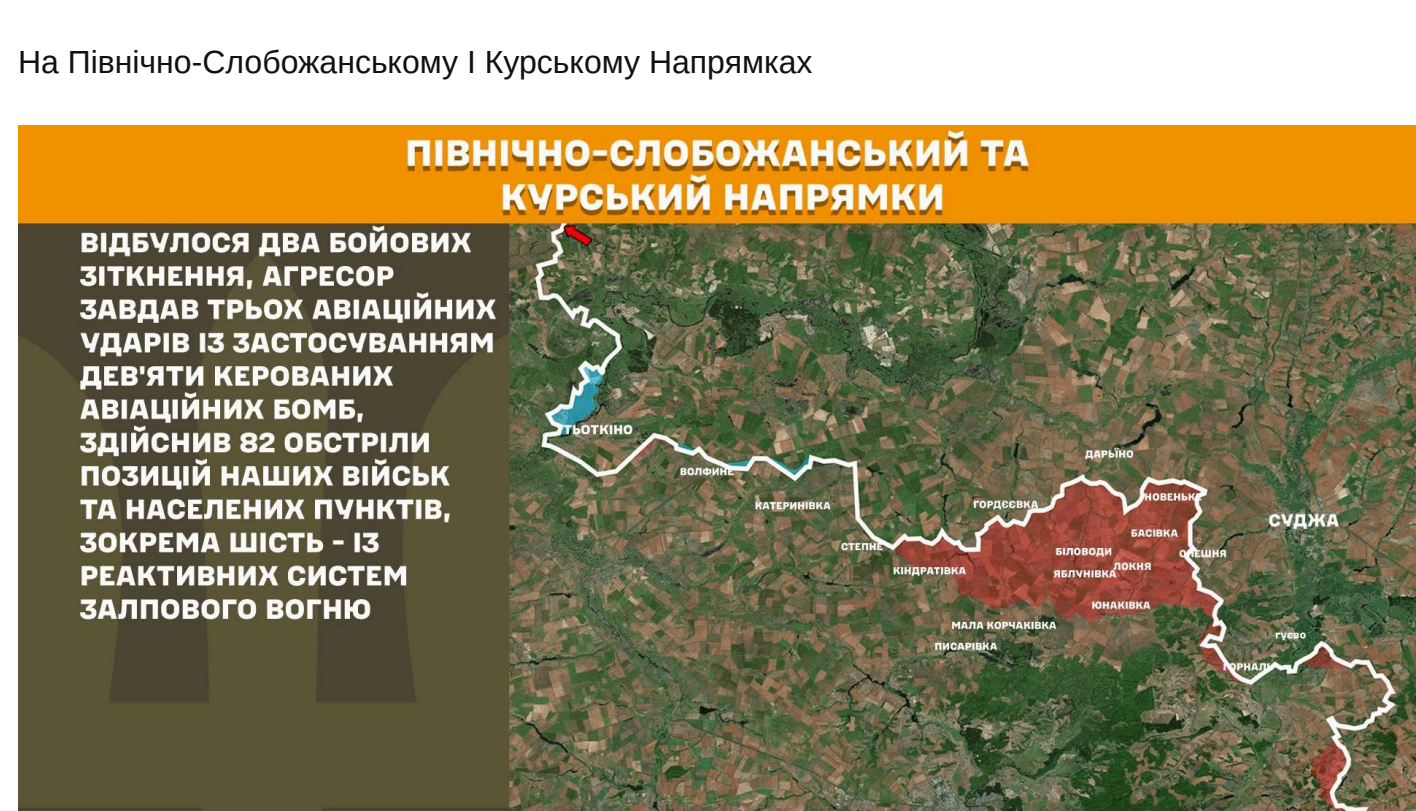 На Північно-Слобожанському І Курському Напрямках
ПІВНІЧНО-СЛОБОЖАНСЬКИЙ ТА
КУРСЬКИЙ НАПРЯМКИ
ВІДБУЛОСЯ ДВА БОЙОВИХ
ЗІТКНЕННЯ, АГРЕСОР
ЗАВДАВ ТРЬОХ АВІАЦІЙНИХ
УДАРІВ ІЗ ЗАСТОСУВАННЯМ
ДЕВ'ЯТИ КЕРОВАНИХ
АВІАЦІЙНИХ БОМБ,
ЗДІЙСНИВ 82 ОБСТРІЛИ
ПОЗИЦІЙ НАШИХ ВІЙСЬК
ТА НАСЕЛЕНИХ ПУНКТІВ,
ЗОКРЕМА ШІСТЬ - ІЗ
РЕАКТИВНИХ СИСТЕМ
ЗАЛПОВОГО ВОГНЮ
ТЬОТКІНО
ДАРЬЇНО
ВОЛФИНЕ
КАТЕРИНІВКА
ГОРДЄЄВКА
НОВЕНЬКЕ
СУДЖА
БАСІВКА
СТЕПНЕ
БІЛОВОДИ
ОЛЕШНЯ
КІНДРАТІВКА
ЯБЛУНІВКА
ЛОКНЯ
ЮНАКІВКА
МАЛА КОРЧАКІВКА
ГУЄВО
ПИСАРІВКА
ГОРНАЛЬ